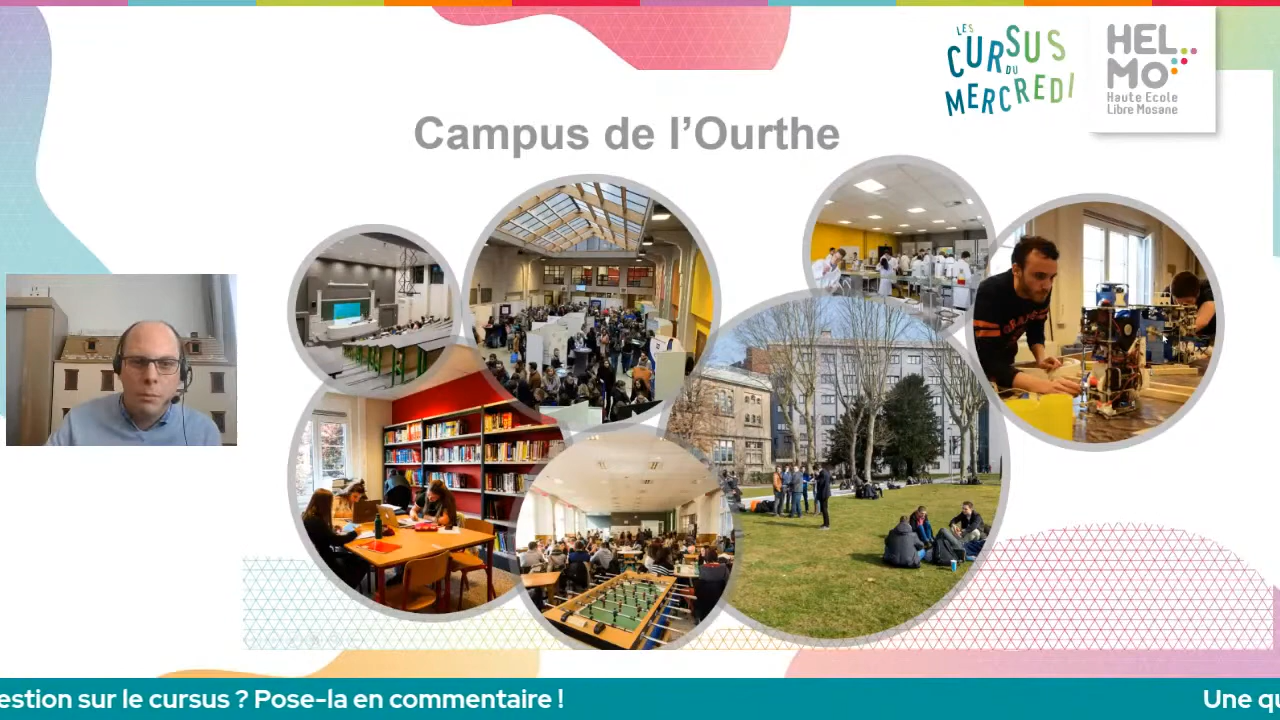 LES
CURSUS
DU
MERCREDI
HEL
MO
Haute Ecole
Libre Mosane
Campus de l’Ourthe
estion sur le cursus ? Pose-la en commentaire !
Une qu